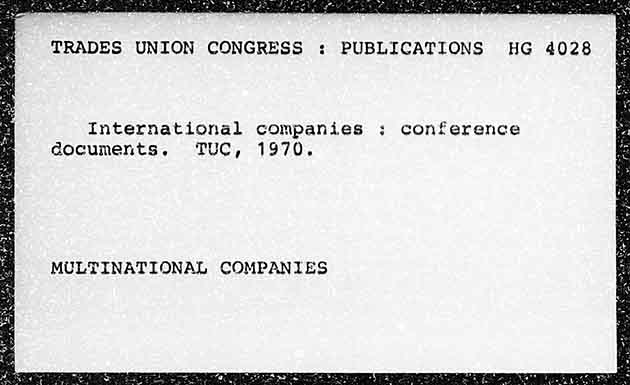 TRADES UNION CONGRESS : PUBLICATIONS HG 4028
International companies : conference
documents. TUC, 1970.
MULTINATIONAL COMPANIES